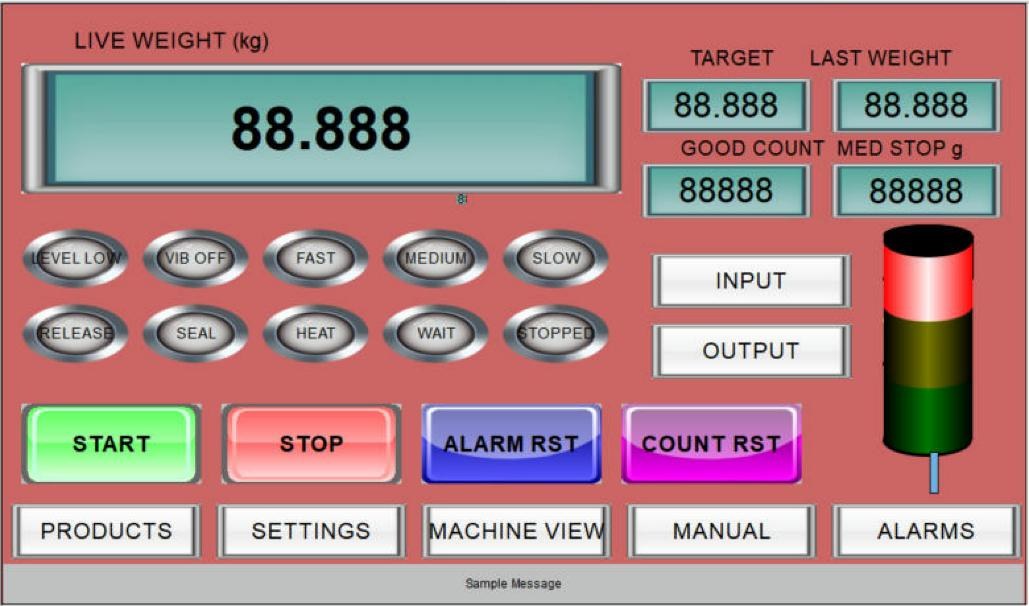 LIVE WEIGHT (kg)
88.888
TARGET LAST WEIGHT
88.888 88.888
GOOD COUNT MED STOP g
88888 88888
LEVEL LOW VIB OFF FAST MEDIUM SLOW
INPUT
RELEASE SEAL HEAT WAIT STOPPED
OUTPUT
START STOP ALARM RST COUNT RST
PRODUCTS SETTINGS MACHINE VIEW MANUAL ALARMS
Sample Message